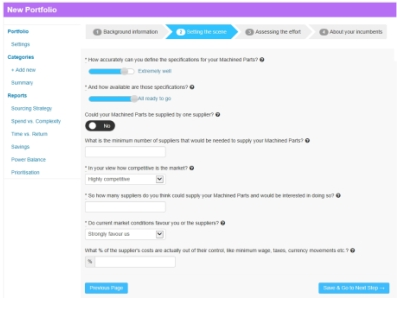 New Portfolio
Portfolio
Settings
Categories
+ Add new
Summary
Reports
Sourcing Strategy
Spend vs. Complexity
Time vs. Return
Savings
Power Balance
Prioritisation
1 Background information
2 Setting the scene
3 Assessing the effort
4 About your incumbents
* How accurately can you define the specifications for your Machined Parts?
Extremely well
* And how available are those specifications?
All ready to go
Could your Machined Parts be supplied by one supplier?
No
What is the minimum number of suppliers that would be needed to supply your Machined Parts?
* In your view how competitive is the market?
Highly competitive
* So how many suppliers do you think could supply your Machined Parts and would be interested in doing so?
* Do current market conditions favour you or the suppliers?
Strongly favour us
What % of the supplier's costs are actually out of their control, like minimum wage, taxes, currency movements etc.?
%
Previous Page
Save & Go to Next Step →